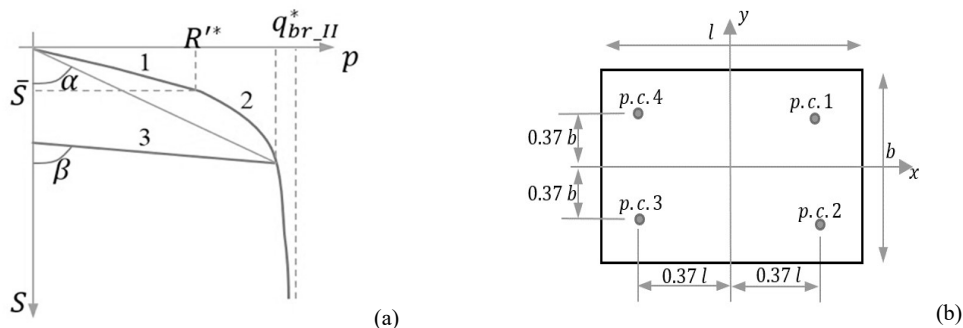 R′* q*br_II
p
1
α
S̄
2
3
β
S
(a)
y
l
p.c.4 p.c.1
0.37 b
b
x
0.37 b
p.c.3 p.c.2
0.37 l 0.37 l
(b)